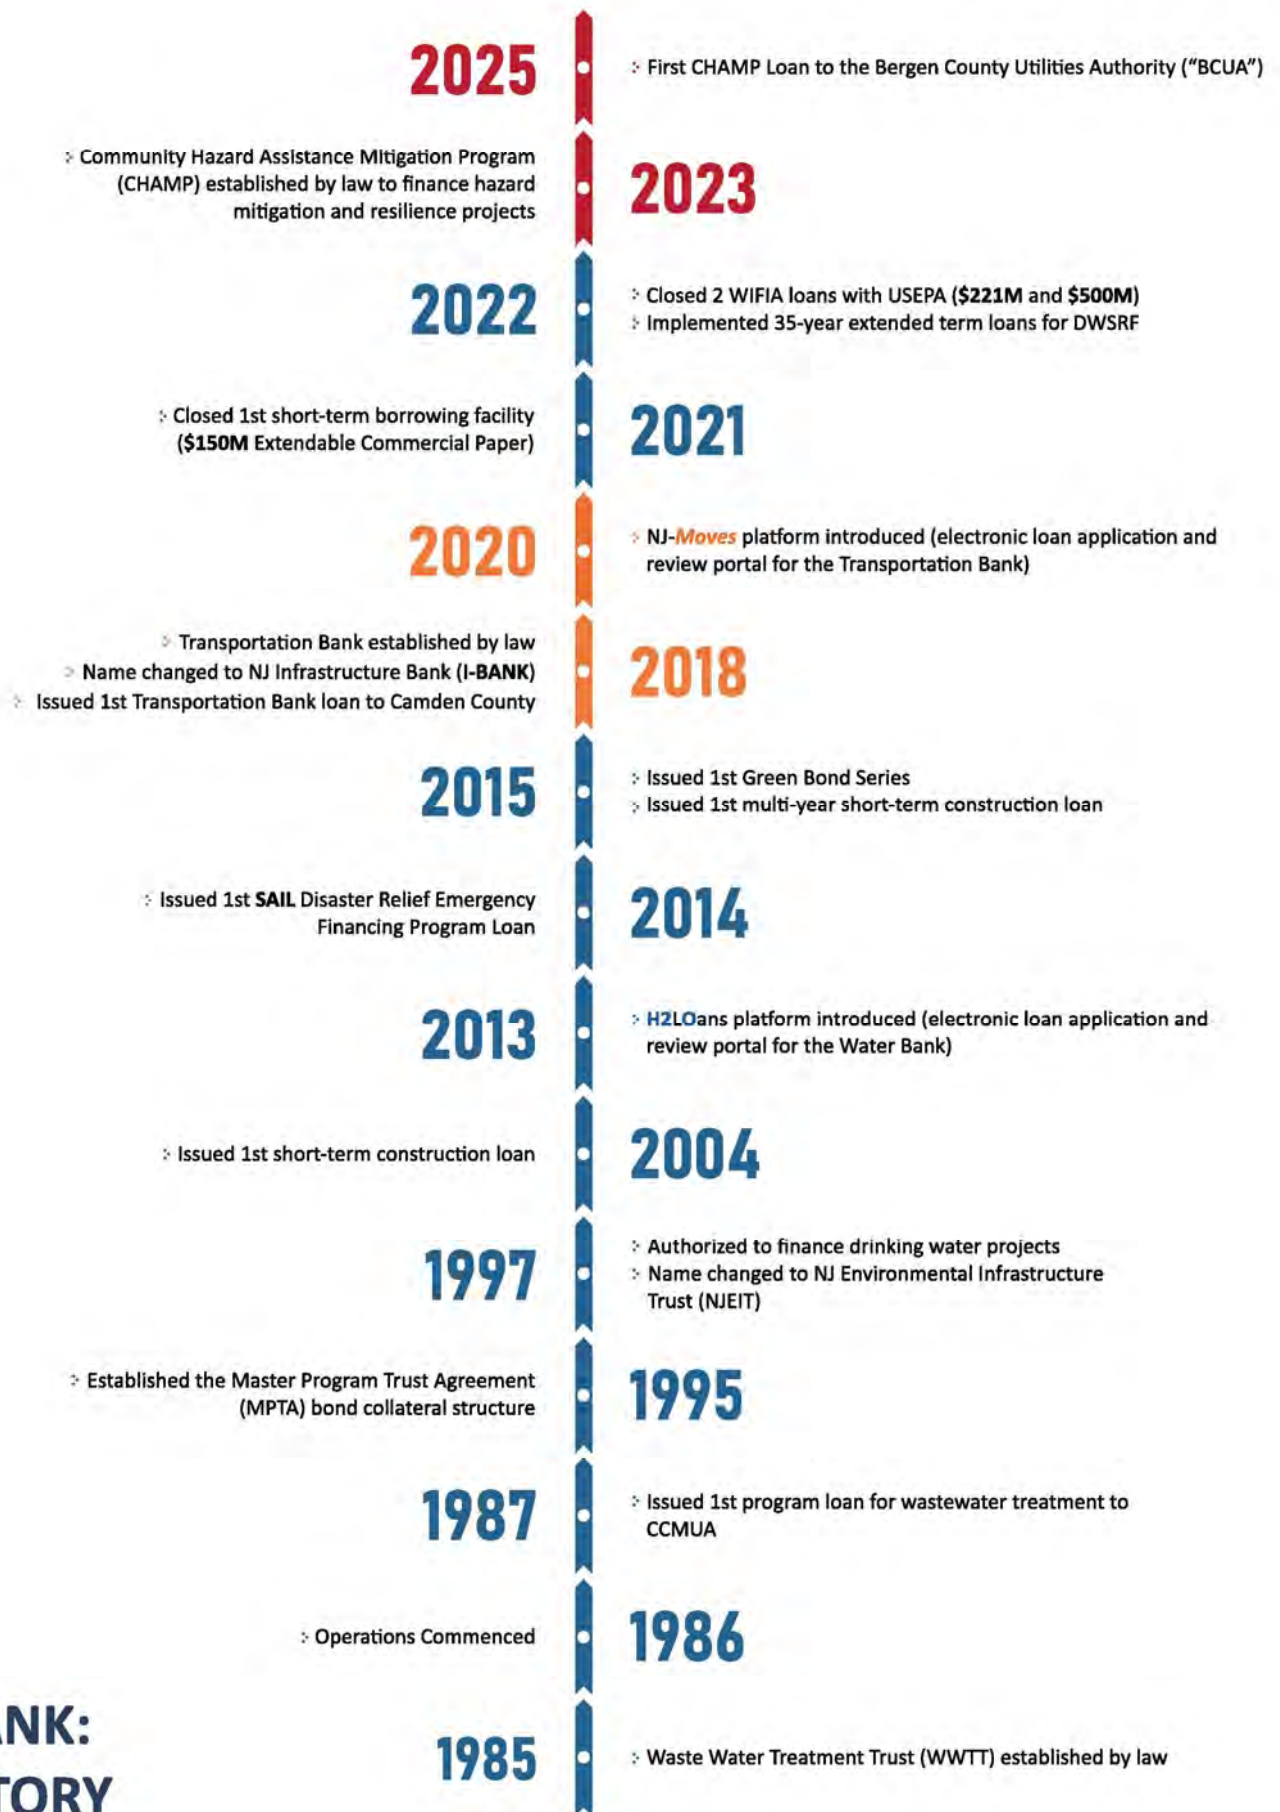 2025
First CHAMP Loan to the Bergen County Utilities Authority ("BCUA")
Community Hazard Assistance Mitigation Program
(CHAMP) established by law to finance hazard
mitigation and resilience projects
2023
2022
Closed 2 WIFIA loans with USEPA ($221M and $500M)
Implemented 35-year extended term loans for DWSRF
Closed 1st short-term borrowing facility
($150M Extendable Commercial Paper)
2021
2020
NJ-Moves platform introduced (electronic loan application and
review portal for the Transportation Bank)
Transportation Bank established by law
Name changed to NJ Infrastructure Bank (I-BANK)
Issued 1st Transportation Bank loan to Camden County
2018
2015
Issued 1st Green Bond Series
Issued 1st multi-year short-term construction loan
Issued 1st SAIL Disaster Relief Emergency
Financing Program Loan
2014
2013
H2LOans platform introduced (electronic loan application and
review portal for the Water Bank)
Issued 1st short-term construction loan
2004
1997
Authorized to finance drinking water projects
Name changed to NJ Environmental Infrastructure
Trust (NJEIT)
Established the Master Program Trust Agreement
(MPTA) bond collateral structure
1995
1987
Issued 1st program loan for wastewater treatment to
CCMUA
Operations Commenced
1986
ANK:
1985
Waste Water Treatment Trust (WWTT) established by law
TORY